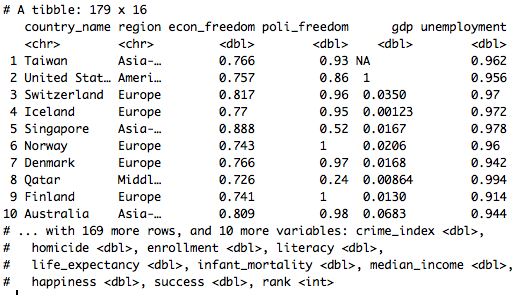 # A tibble: 179 x 16
country_name region econ_freedom poli_freedom gdp unemployment
<chr> <chr> <dbl> <dbl> <dbl> <dbl>
1 Taiwan Asia-… 0.766 0.93 NA 0.962
2 United Stat… Ameri… 0.757 0.86 1 0.956
3 Switzerland Europe 0.817 0.96 0.0350 0.97
4 Iceland Europe 0.77 0.95 0.00123 0.972
5 Singapore Asia-… 0.888 0.52 0.0167 0.978
6 Norway Europe 0.743 1 0.0206 0.96
7 Denmark Europe 0.766 0.97 0.0168 0.942
8 Qatar Middl… 0.726 0.24 0.00864 0.994
9 Finland Europe 0.741 1 0.0130 0.914
10 Australia Asia-… 0.809 0.98 0.0683 0.944
# ... with 169 more rows, and 10 more variables: crime_index <dbl>,
# homicide <dbl>, enrollment <dbl>, literacy <dbl>,
# life_expectancy <dbl>, infant_mortality <dbl>, median_income <dbl>,
# happiness <dbl>, success <dbl>, rank <int>